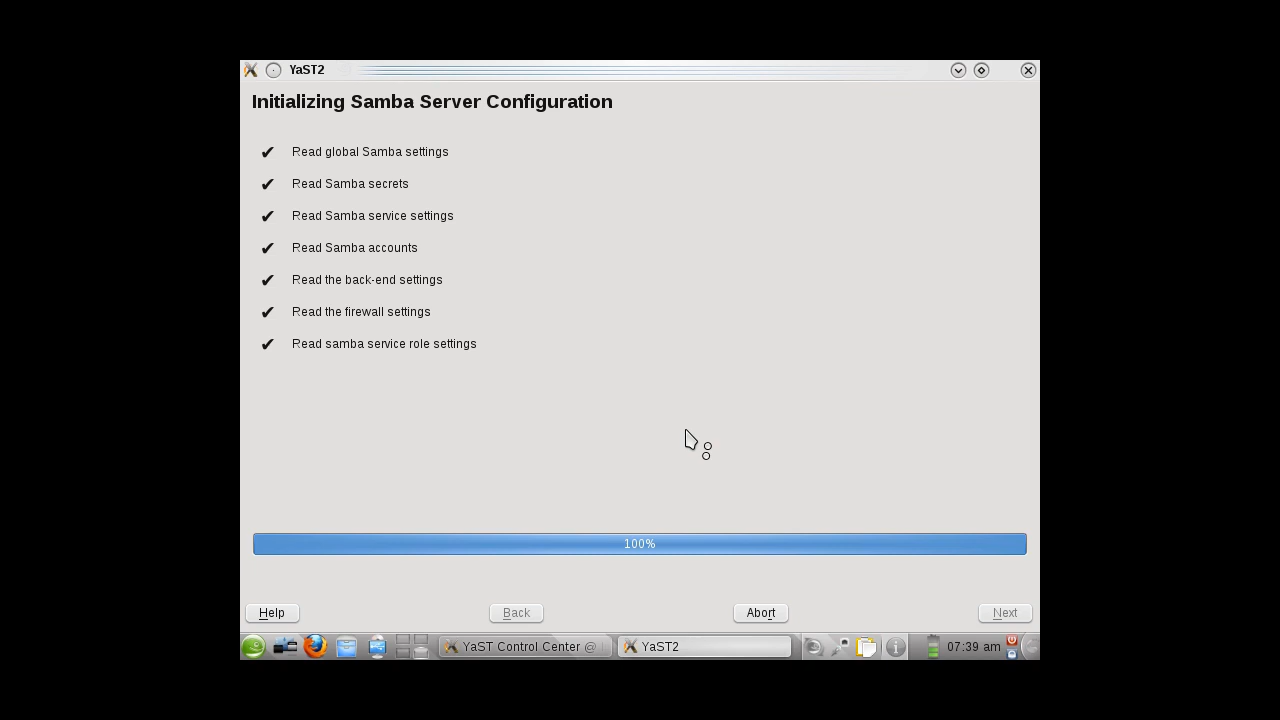 YaST2
Initializing Samba Server Configuration
Read global Samba settings
Read Samba secrets
Read Samba service settings
Read Samba accounts
Read the back-end settings
Read the firewall settings
Read samba service role settings
100%
Help
Back
Abort
Next
YaST Control Center @
YaST2
07:39 am